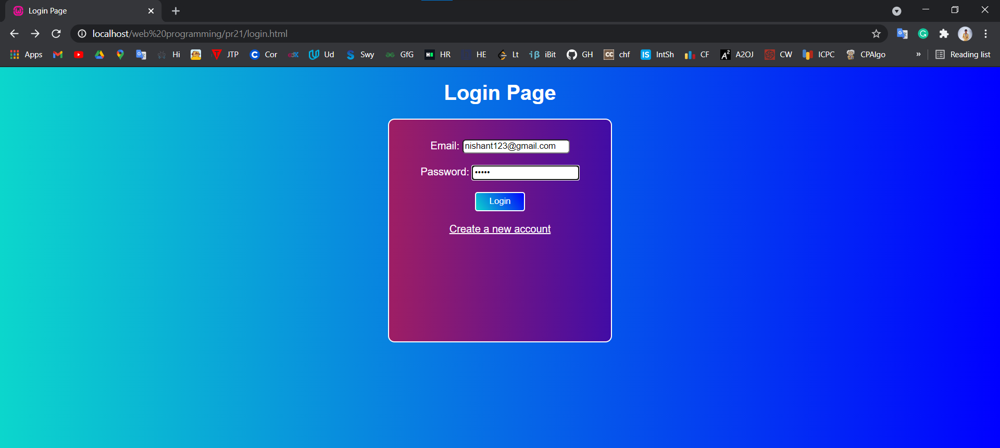 Login Page
localhost/web%20programming/pr21/login.html
Apps Hi JTP Cor Ud Swy GfG HR HE Lt iBit GH chf IntSh CF A2OJ CW ICPC CPAlgo » Reading list
Login Page
Email: nishant123@gmail.com
Password: •••••
Login
Create a new account